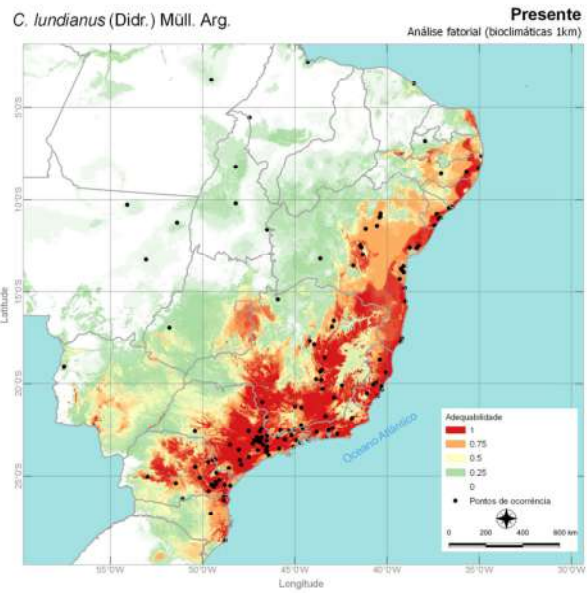 C. lundianus (Didr.) Müll. Arg.
Presente
Análise fatorial (bioclimáticas 1km)
5°0'S
10°0'S
15°0'S
20°0'S
25°0'S
Latitude
Oceano Atlântico
Adequabilidade
1
0.75
0.5
0.25
0
Pontos de ocorrência
0 200 400 600 800 km
55°0'W 50°0'W 45°0'W 40°0'W 35°0'W 30°0'W
Longitude